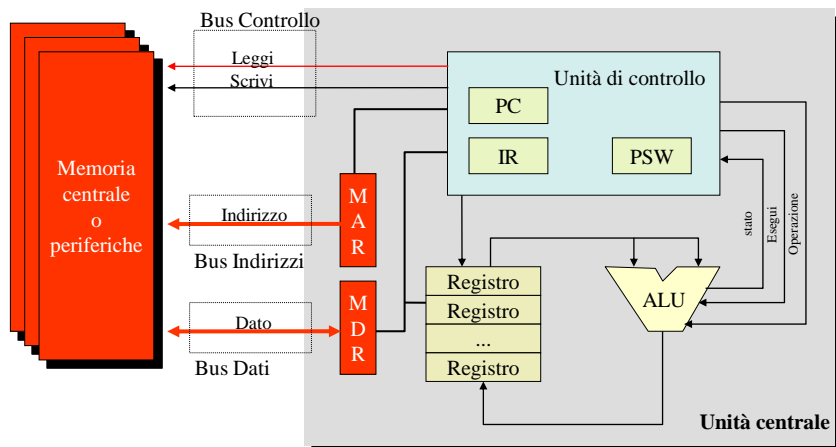 Bus Controllo
Leggi
Scrivi
Unità di controllo
PC
IR
PSW
Memoria
centrale
o
periferiche
Indirizzo
Bus Indirizzi
M
A
R
stato
Esegui
Operazione
Dato
Bus Dati
M
D
R
Registro
Registro
...
Registro
ALU
Unità centrale